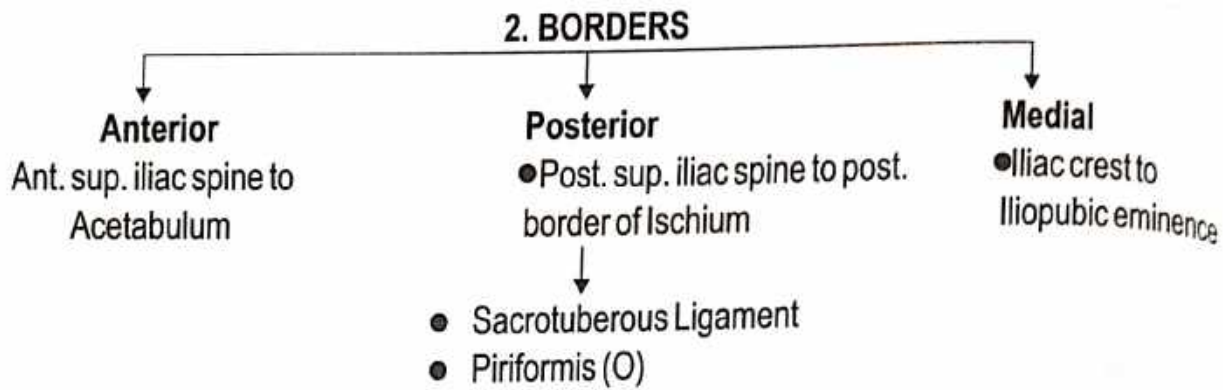 2. BORDERS
Anterior
Ant. sup. iliac spine to
Acetabulum
Posterior
●Post. sup. iliac spine to post.
border of Ischium
● Sacrotuberous Ligament
● Piriformis (O)
Medial
●Iliac crest to
Iliopubic eminence